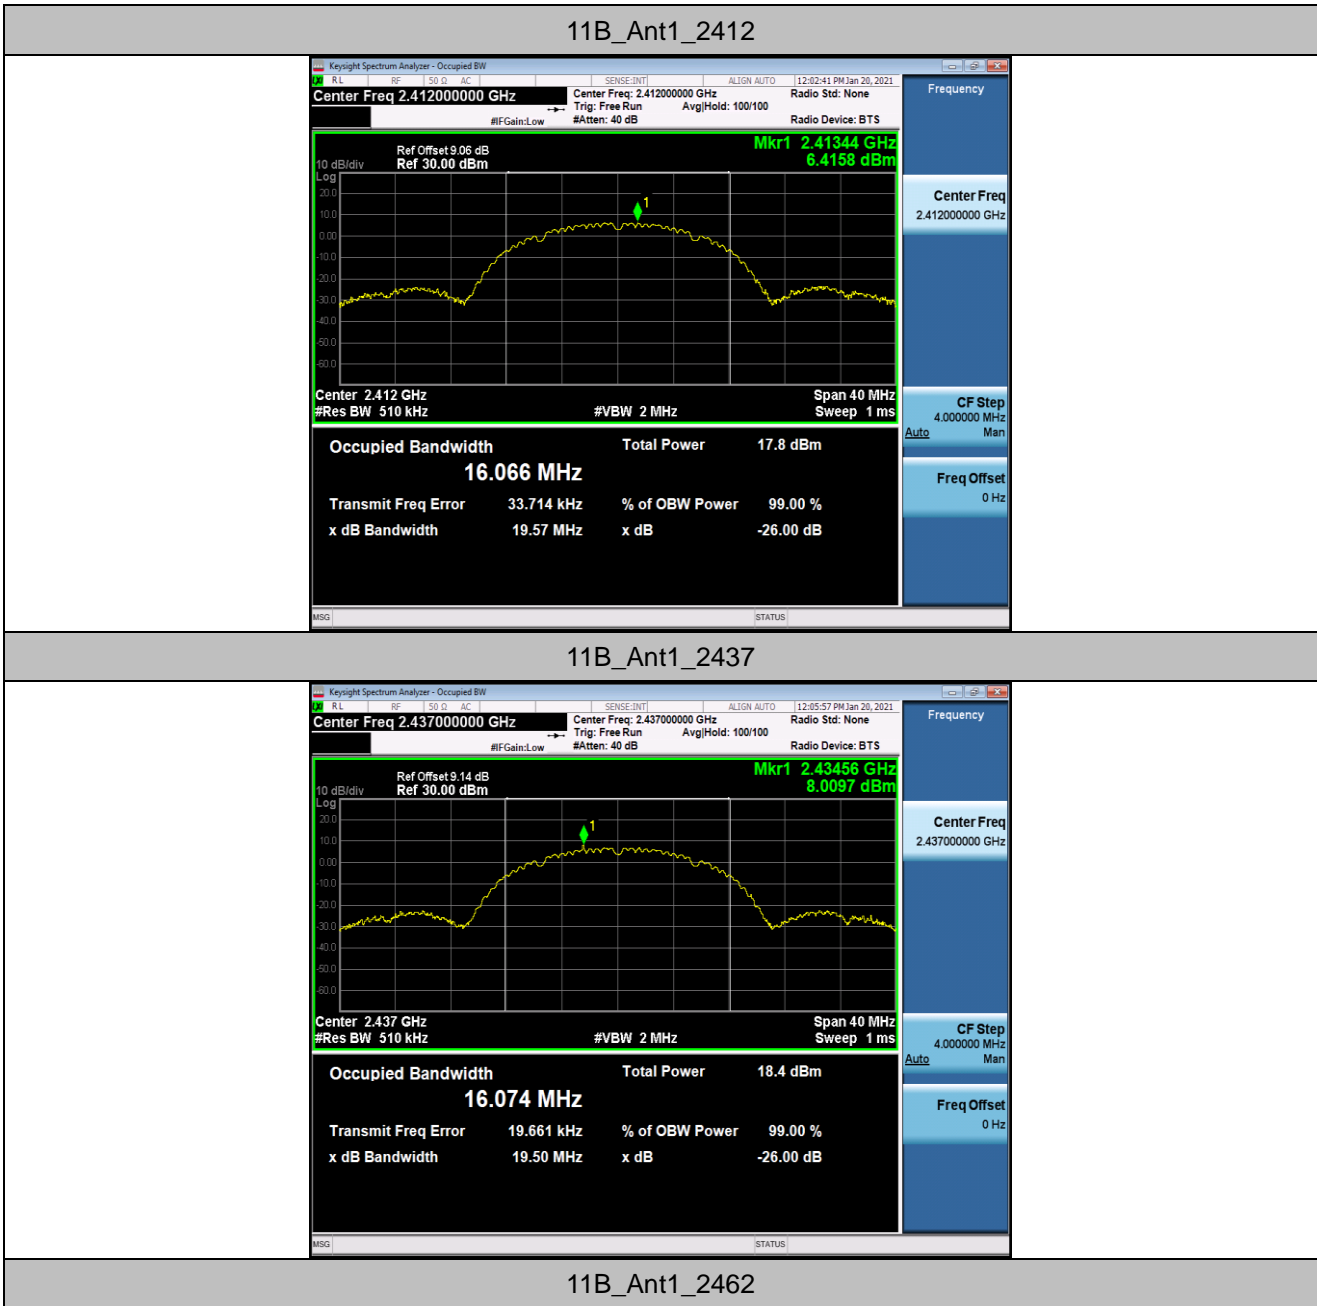 11B_Ant1_2412
Keysight Spectrum Analyzer - Occupied BW
RL RF 50 Ω AC SENSE:INT ALIGN AUTO 12:02:41 PM Jan 20, 2021
Center Freq 2.412000000 GHz Center Freq: 2.412000000 GHz Radio Std: None Frequency
Trig: Free Run Avg|Hold: 100/100
#IFGain:Low #Atten: 40 dB Radio Device: BTS
Ref Offset 9.06 dB Mkr1 2.41344 GHz
10 dB/div Ref 30.00 dBm 6.4158 dBm
Log
20.0
10.0
0.00
-10.0
-20.0
-30.0
-40.0
-50.0
-60.0
1
Center Freq
2.412000000 GHz
Center 2.412 GHz Span 40 MHz
#Res BW 510 kHz #VBW 2 MHz Sweep 1 ms
CF Step
4.000000 MHz
Auto Man
Occupied Bandwidth Total Power 17.8 dBm
16.066 MHz
Transmit Freq Error 33.714 kHz % of OBW Power 99.00 %
x dB Bandwidth 19.57 MHz x dB -26.00 dB
Freq Offset
0 Hz
MSG STATUS
11B_Ant1_2437
Keysight Spectrum Analyzer - Occupied BW
RL RF 50 Ω AC SENSE:INT ALIGN AUTO 12:05:57 PM Jan 20, 2021
Center Freq 2.437000000 GHz Center Freq: 2.437000000 GHz Radio Std: None Frequency
Trig: Free Run Avg|Hold: 100/100
#IFGain:Low #Atten: 40 dB Radio Device: BTS
Ref Offset 9.14 dB Mkr1 2.43456 GHz
10 dB/div Ref 30.00 dBm 8.0097 dBm
Log
20.0
10.0
0.00
-10.0
-20.0
-30.0
-40.0
-50.0
-60.0
1
Center Freq
2.437000000 GHz
Center 2.437 GHz Span 40 MHz
#Res BW 510 kHz #VBW 2 MHz Sweep 1 ms
CF Step
4.000000 MHz
Auto Man
Occupied Bandwidth Total Power 18.4 dBm
16.074 MHz
Transmit Freq Error 19.661 kHz % of OBW Power 99.00 %
x dB Bandwidth 19.50 MHz x dB -26.00 dB
Freq Offset
0 Hz
MSG STATUS
11B_Ant1_2462